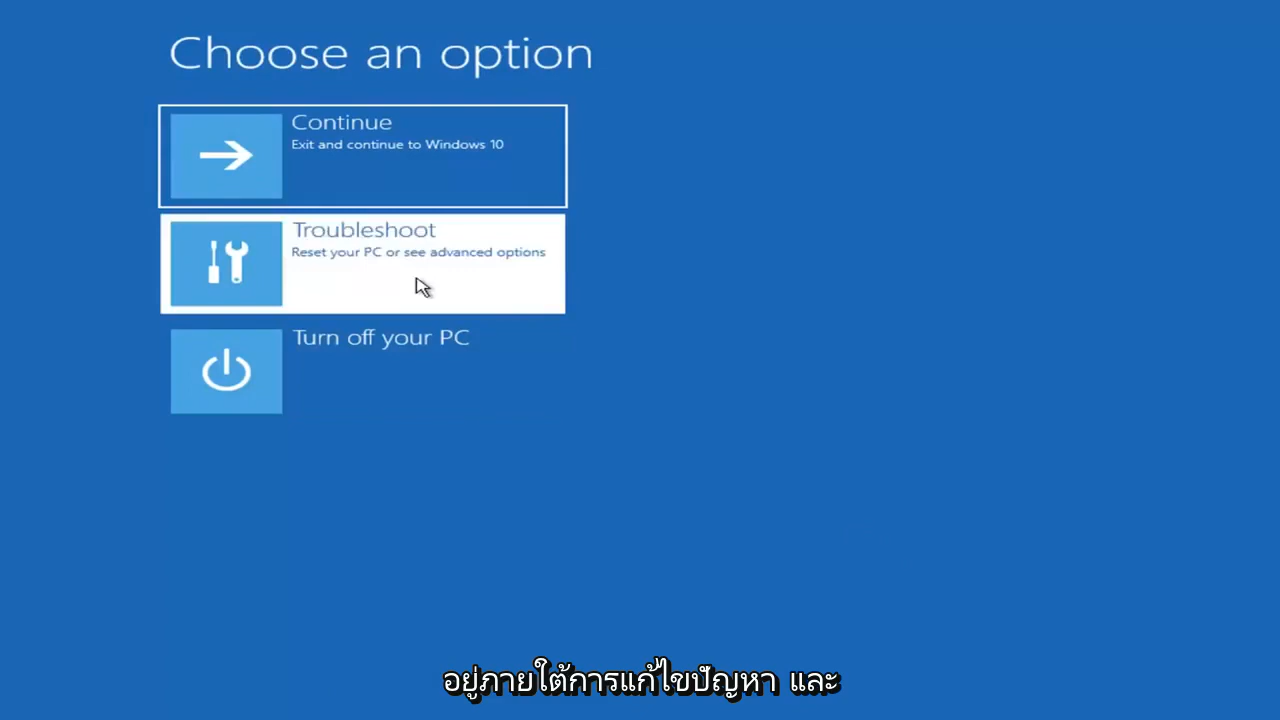 Choose an option
Continue
Exit and continue to Windows 10
Troubleshoot
Reset your PC or see advanced options
Turn off your PC
อยู่ภายใต้การแก้ไขปัญหา และ